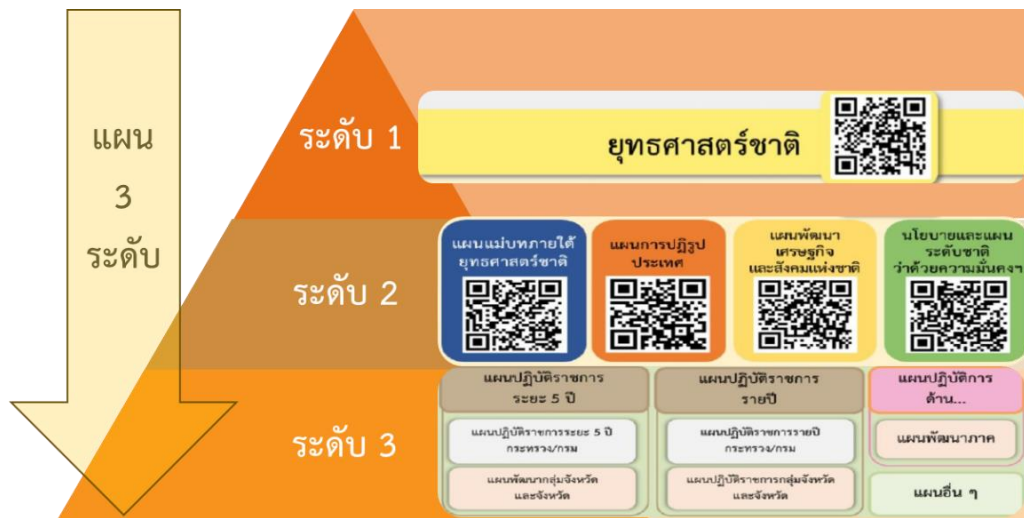 แผน
3
ระดับ
ระดับ 1
ยุทธศาสตร์ชาติ
ระดับ 2
แผนแม่บทภายใต้
ยุทธศาสตร์ชาติ
แผนการปฏิรูป
ประเทศ
แผนพัฒนา
เศรษฐกิจ
และสังคมแห่งชาติ
นโยบายและแผน
ระดับชาติ
ว่าด้วยความมั่นคงฯ
ระดับ 3
แผนปฏิบัติราชการ
ระยะ 5 ปี
แผนปฏิบัติราชการระยะ 5 ปี
กระทรวง/กรม
แผนพัฒนากลุ่มจังหวัด
และจังหวัด
แผนปฏิบัติราชการ
รายปี
แผนปฏิบัติราชการรายปี
กระทรวง/กรม
แผนปฏิบัติราชการกลุ่มจังหวัด
และจังหวัด
แผนปฏิบัติการ
ด้าน...
แผนพัฒนาภาค
แผนอื่น ๆ